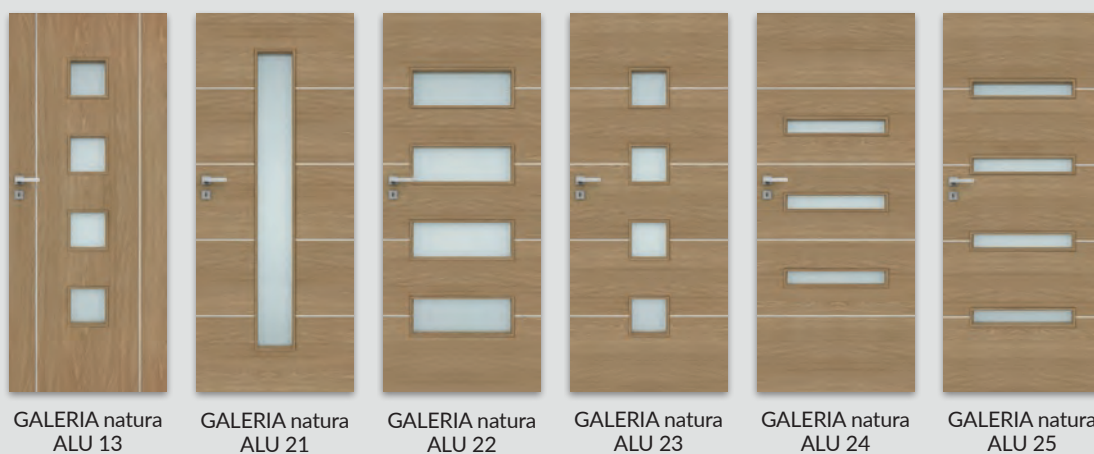 GALERIA natura
ALU 13
GALERIA natura
ALU 21
GALERIA natura
ALU 22
GALERIA natura
ALU 23
GALERIA natura
ALU 24
GALERIA natura
ALU 25